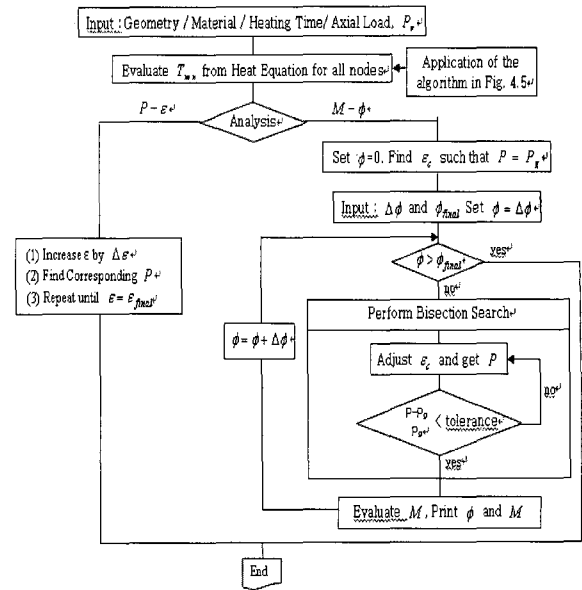 Input : Geometry / Material / Heating Time / Axial Load, P_g
Evaluate T_m,n from Heat Equation for all nodes
Application of the
algorithm in Fig. 4.5
P – ε
M – ϕ
Analysis
Set ϕ=0. Find ε_c such that P = P_g
Input : Δϕ and ϕ_final Set ϕ = Δϕ
(1) Increase ε by Δε
(2) Find Corresponding P
(3) Repeat until ε = ε_final
ϕ > ϕ_final
yes
no
Perform Bisection Search
ϕ = ϕ + Δϕ
Adjust ε_c and get P
no
P–P_g
P_g
< tolerance
yes
Evaluate M, Print ϕ and M
End